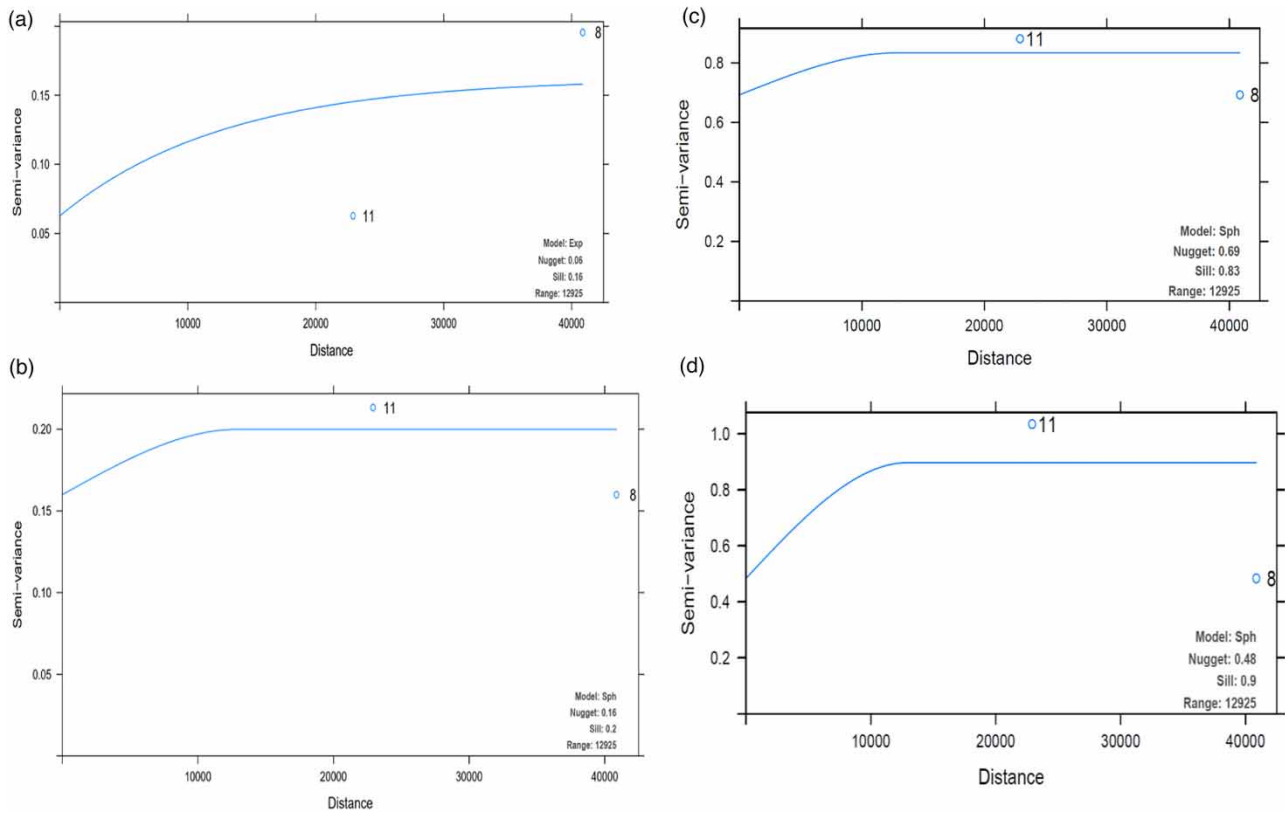 (a)
0.15
0.10
0.05
Semi-variance
8
11
Model: Exp
Nugget: 0.06
Sill: 0.16
Range: 12925
10000 20000 30000 40000
Distance
(b)
0.20
0.15
0.10
0.05
Semi-variance
11
8
Model: Sph
Nugget: 0.16
Sill: 0.2
Range: 12925
10000 20000 30000 40000
Distance
(c)
0.8
0.6
0.4
0.2
Semi-variance
11
8
Model: Sph
Nugget: 0.69
Sill: 0.83
Range: 12925
10000 20000 30000 40000
Distance
(d)
1.0
0.8
0.6
0.4
0.2
Semi-variance
11
8
Model: Sph
Nugget: 0.48
Sill: 0.9
Range: 12925
10000 20000 30000 40000
Distance